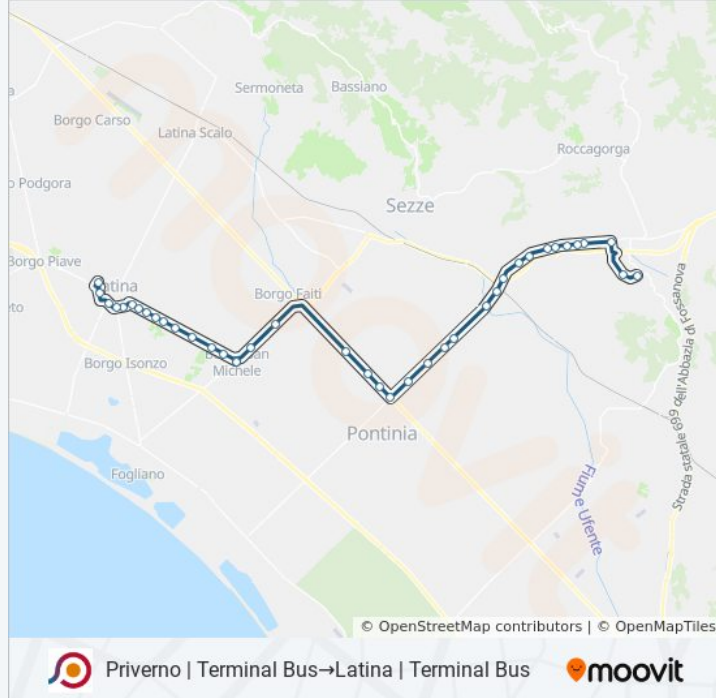 Sermoneta
Bassiano
Borgo Carso
Latina Scalo
Roccagorga
o Podgora
Sezze
Borgo Piave
Latina
Borgo Faiti
Borgo Isonzo
Michele
Pontinia
Fogliano
Fiume Ufente
Strada statale 699 dell'Abbazia di Fossanova
moovit
© OpenStreetMap contributors | © OpenMapTiles
Priverno | Terminal Bus→Latina | Terminal Bus
moovit